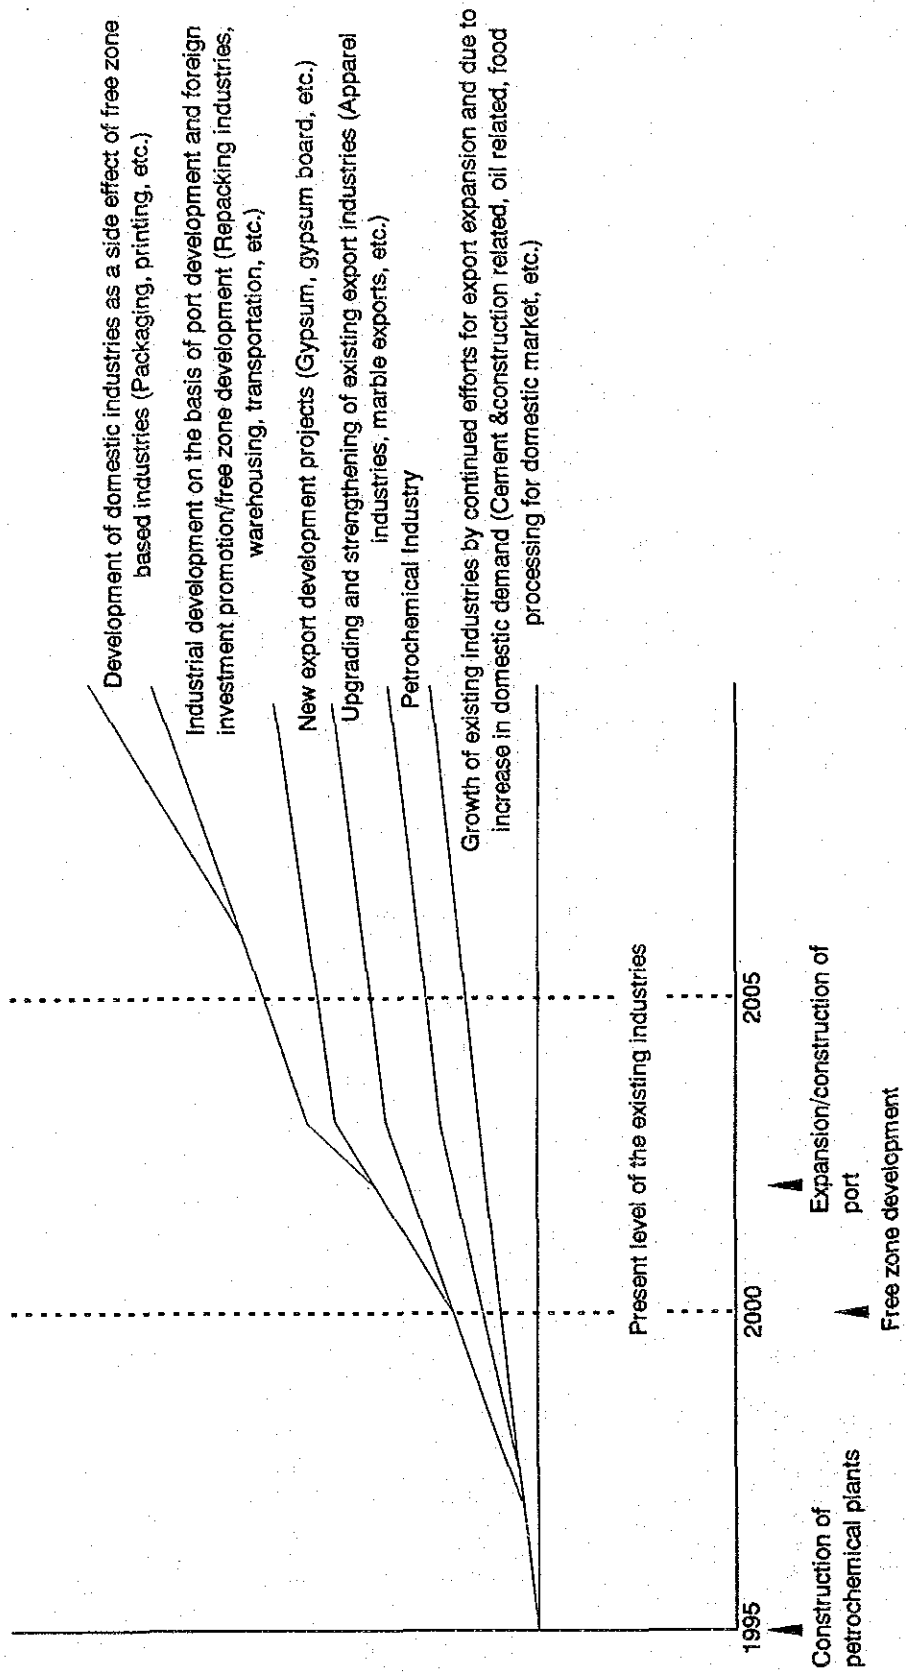 Development of domestic industries as a side effect of free zone
based industries (Packaging, printing, etc.)
Industrial development on the basis of port development and foreign
investment promotion/free zone development (Repacking industries,
warehousing, transportation, etc.)
New export development projects (Gypsum, gypsum board, etc.)
Upgrading and strengthening of existing export industries (Apparel
industries, marble exports, etc.)
Petrochemical Industry
Growth of existing industries by continued efforts for export expansion and due to
increase in domestic demand (Cement &construction related, oil related, food
processing for domestic market, etc.)
Present level of the existing industries
1995
2000
2005
Construction of
petrochemical plants
Expansion/construction of
port
Free zone development